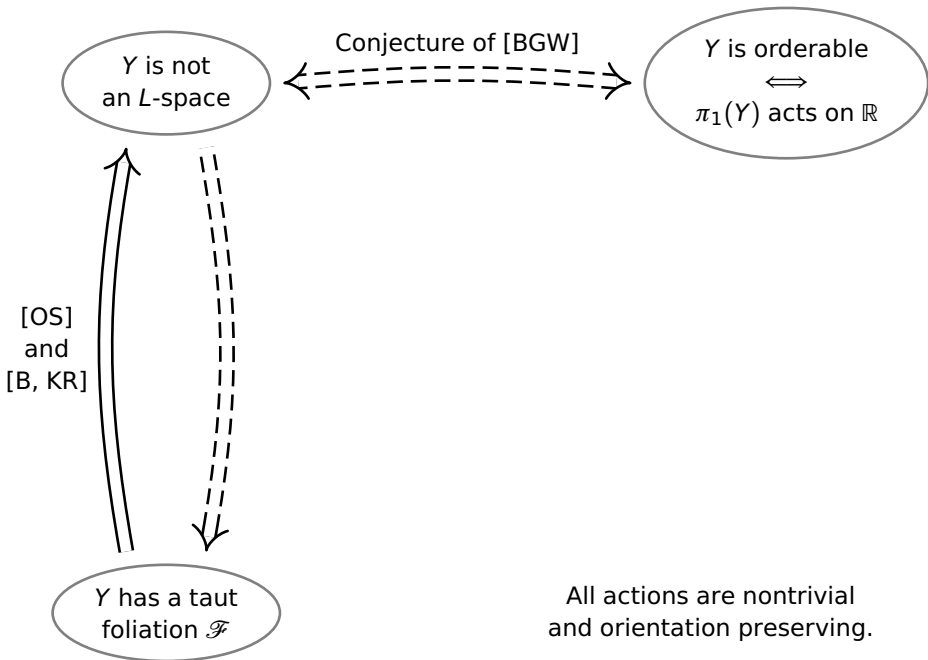 Conjecture of [BGW]
Y is not
an L-space
Y is orderable
⟺
π₁(Y) acts on ℝ
[OS]
and
[B, KR]
Y has a taut
foliation ℱ
All actions are nontrivial
and orientation preserving.